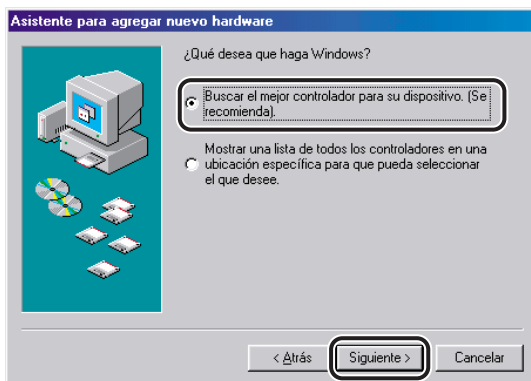 Asistente para agregar nuevo hardware
¿Qué desea que haga Windows?
Buscar el mejor controlador para su dispositivo. (Se
recomienda).
Mostrar una lista de todos los controladores en una
ubicación específica para que pueda seleccionar
el que desee.
< Atrás
Siguiente >
Cancelar